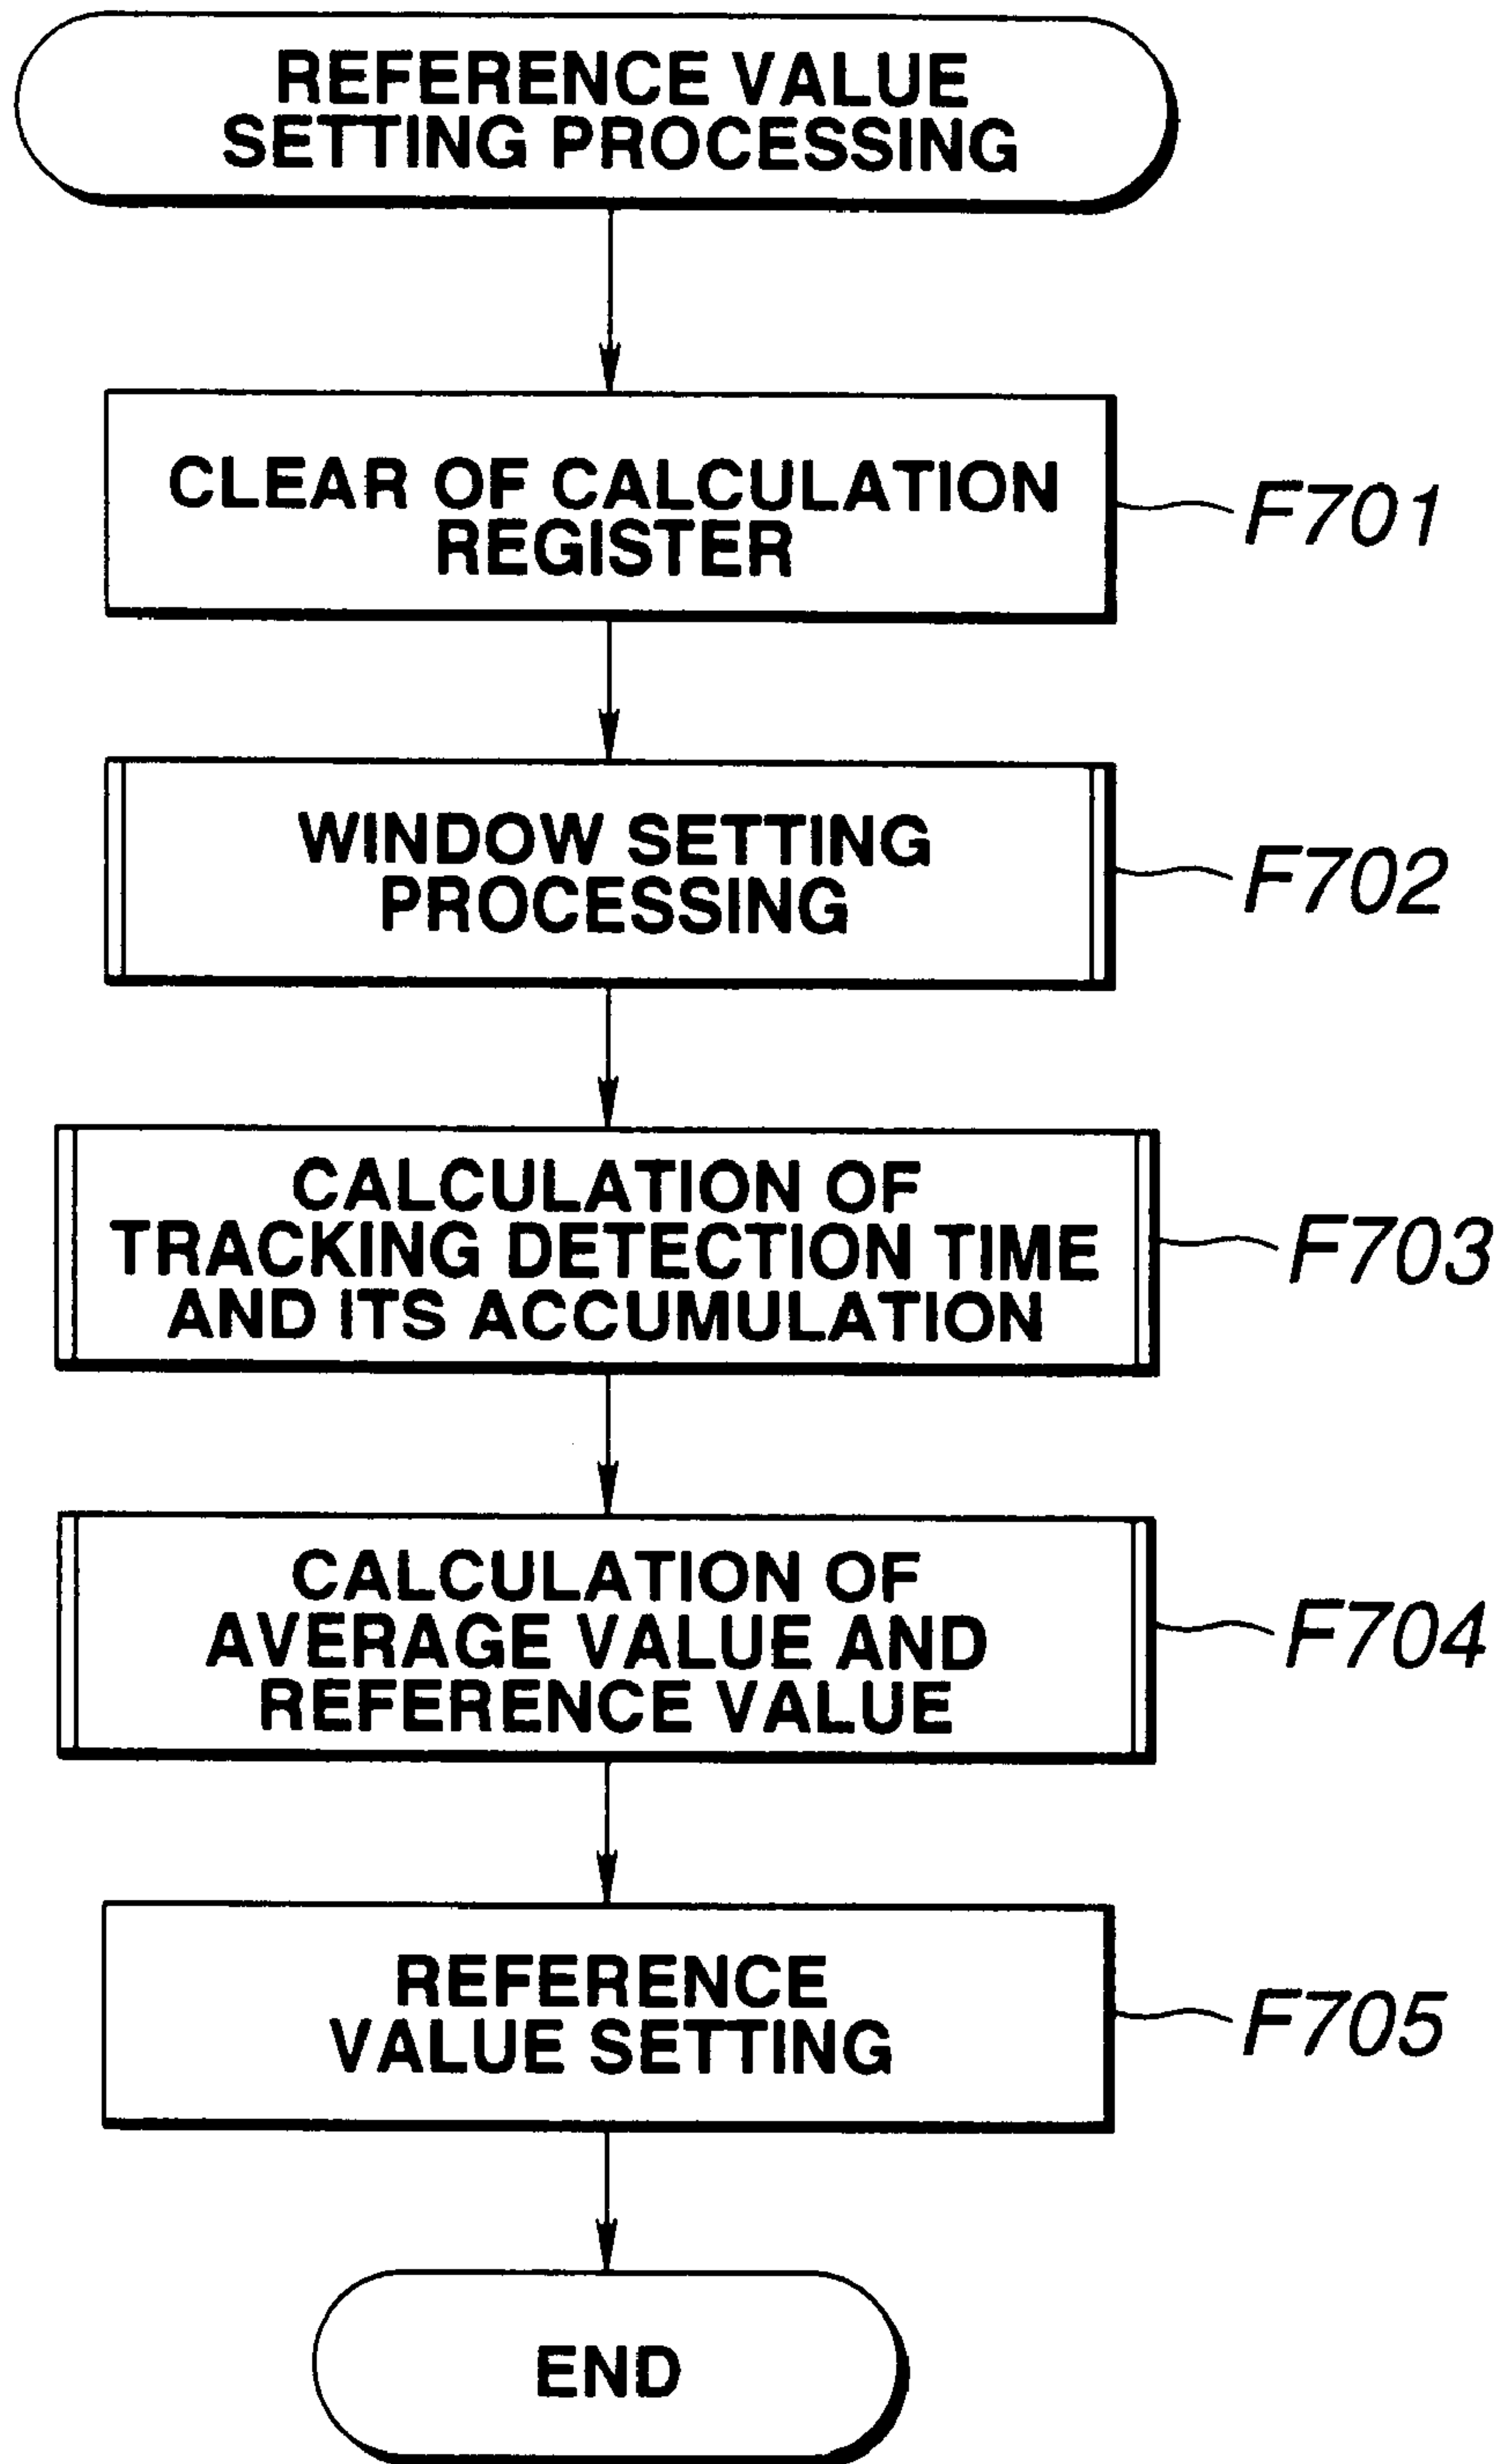 REFERENCE VALUE
SETTING PROCESSING
CLEAR OF CALCULATION
REGISTER
F701
WINDOW SETTING
PROCESSING
F702
CALCULATION OF
TRACKING DETECTION TIME
AND ITS ACCUMULATION
F703
CALCULATION OF
AVERAGE VALUE AND
REFERENCE VALUE
F704
REFERENCE
VALUE SETTING
F705
END